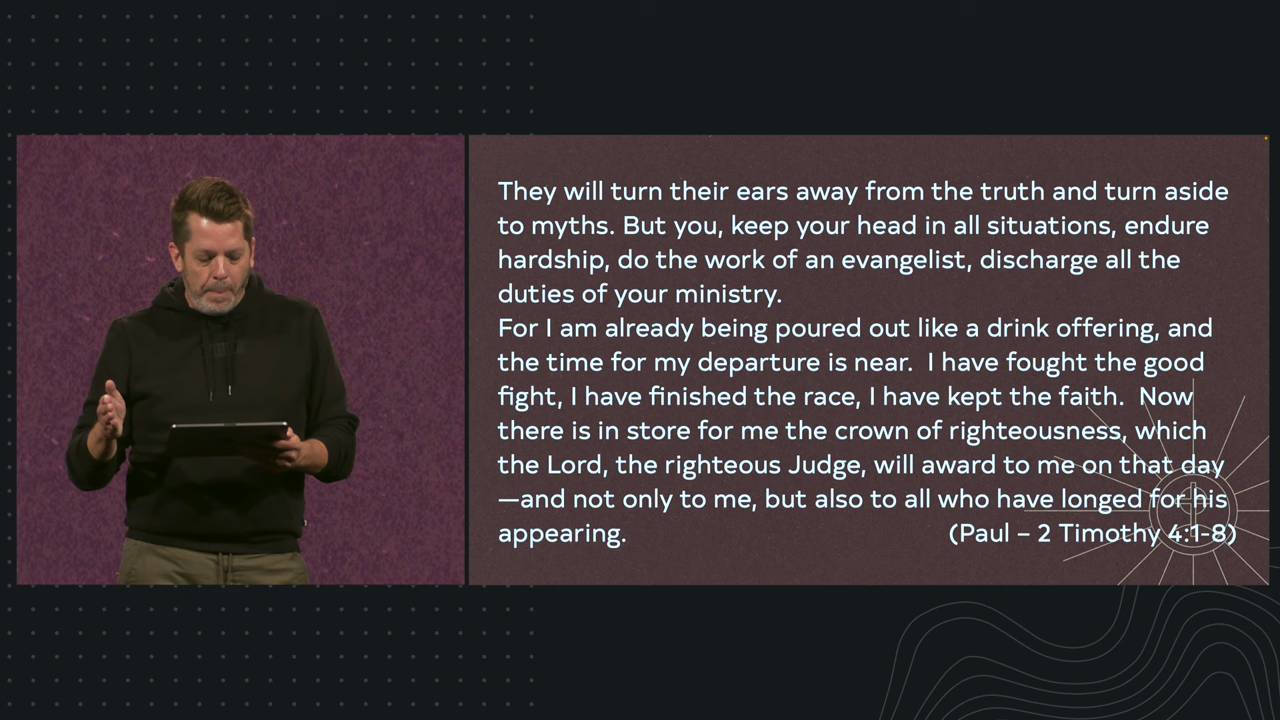 They will turn their ears away from the truth and turn aside
to myths. But you, keep your head in all situations, endure
hardship, do the work of an evangelist, discharge all the
duties of your ministry.
For I am already being poured out like a drink offering, and
the time for my departure is near.  I have fought the good
fight, I have finished the race, I have kept the faith.  Now
there is in store for me the crown of righteousness, which
the Lord, the righteous Judge, will award to me on that day
—and not only to me, but also to all who have longed for his
appearing. (Paul – 2 Timothy 4:1-8)